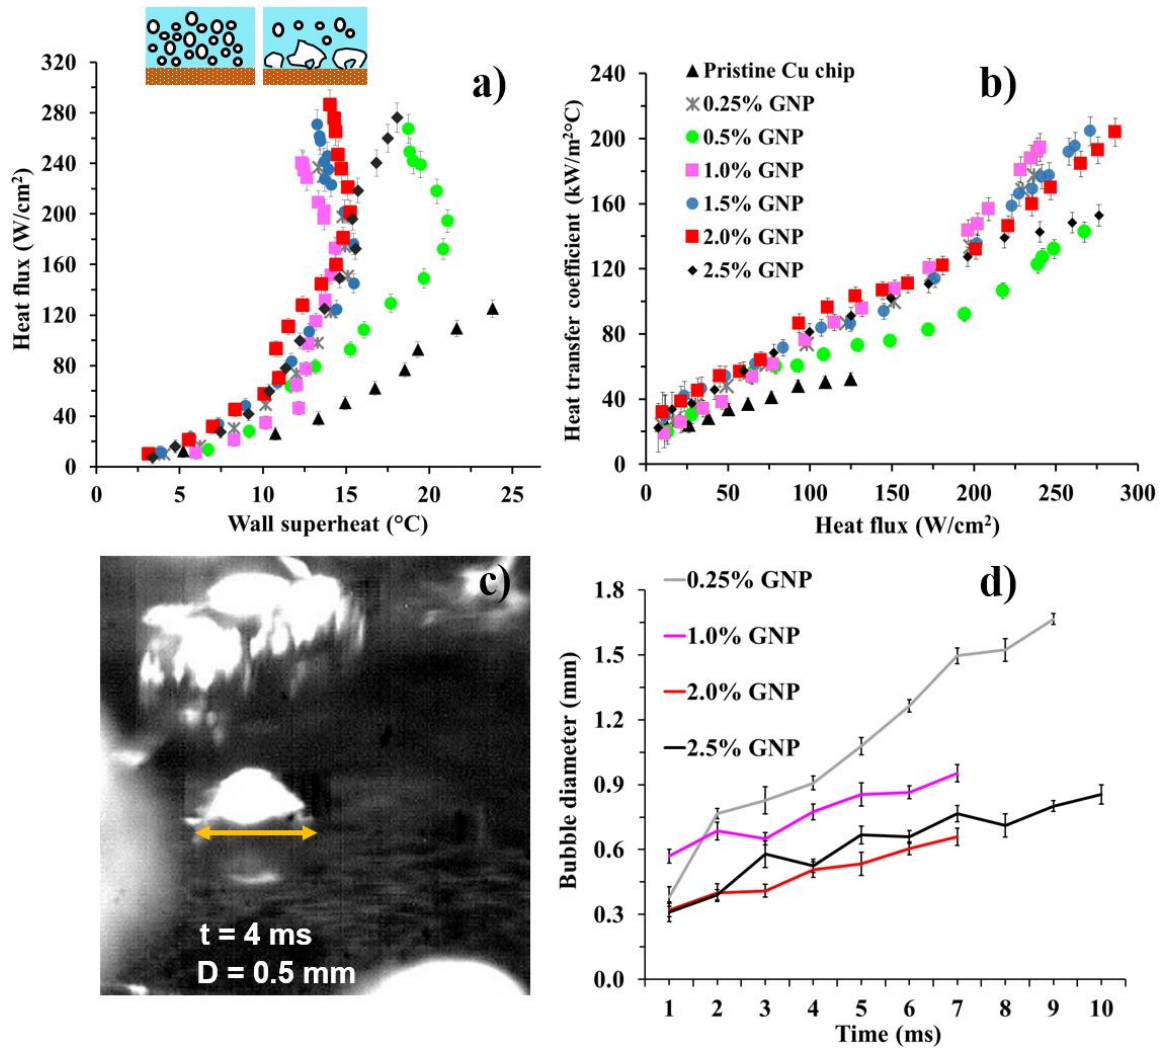 a)
320
280
240
200
160
120
80
40
0
Heat flux (W/cm²)
0 5 10 15 20 25
Wall superheat (°C)
b)
Pristine Cu chip
0.25% GNP
0.5% GNP
1.0% GNP
1.5% GNP
2.0% GNP
2.5% GNP
240
200
160
120
80
40
0
Heat transfer coefficient (kW/m²°C)
0 50 100 150 200 250 300
Heat flux (W/cm²)
c)
t = 4 ms
D = 0.5 mm
d)
0.25% GNP
1.0% GNP
2.0% GNP
2.5% GNP
1.8
1.5
1.2
0.9
0.6
0.3
0.0
Bubble diameter (mm)
1 2 3 4 5 6 7 8 9 10
Time (ms)